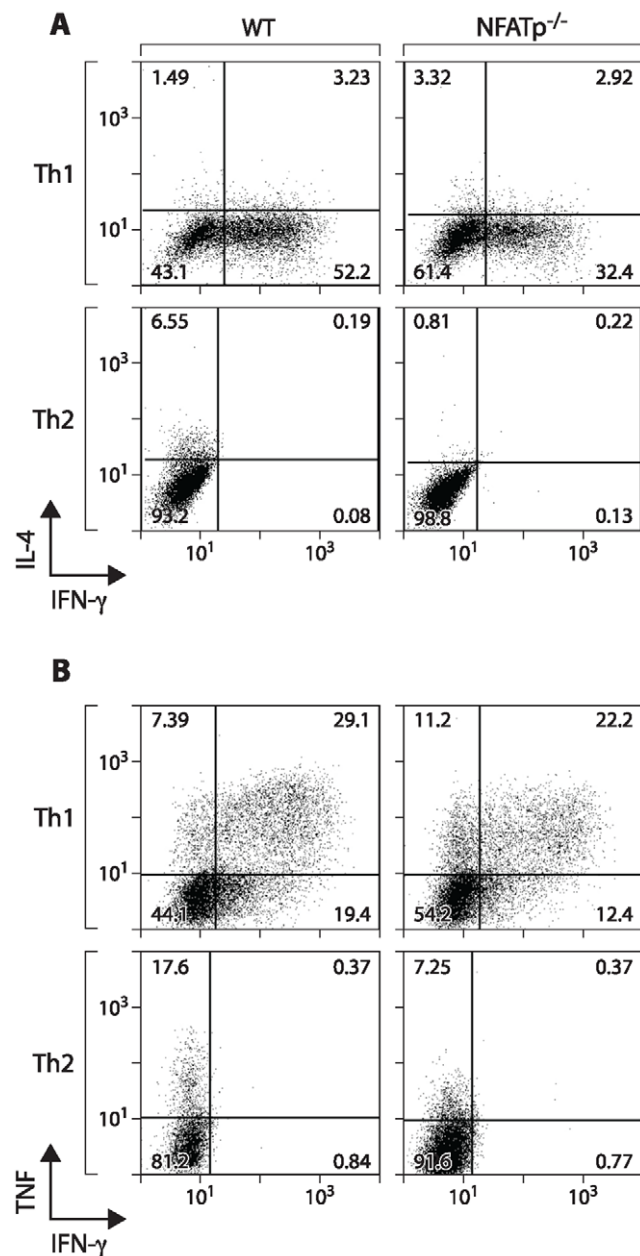 A
WT NFATp-/-
Th1
10³
10¹
1.49 3.23
43.1 52.2
3.32 2.92
61.4 32.4
Th2
10³
10¹
6.55 0.19
93.2 0.08
0.81 0.22
98.8 0.13
10¹ 10³ 10¹ 10³
IL-4
IFN-γ
B
Th1
10³
10¹
7.39 29.1
44.1 19.4
11.2 22.2
54.2 12.4
Th2
10³
10¹
17.6 0.37
81.2 0.84
7.25 0.37
91.6 0.77
10¹ 10³ 10¹ 10³
TNF
IFN-γ